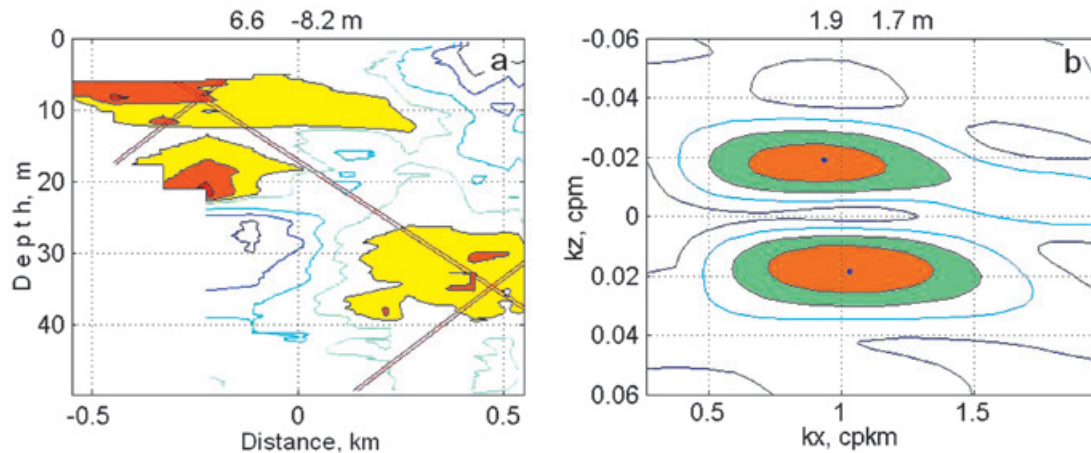 6.6 -8.2 m
a
0
10
20
30
40
Depth, m
-0.5 0 0.5
Distance, km
1.9 1.7 m
b
-0.06
-0.04
-0.02
0
0.02
0.04
0.06
kz, cpm
0.5 1 1.5
kx, cpkm